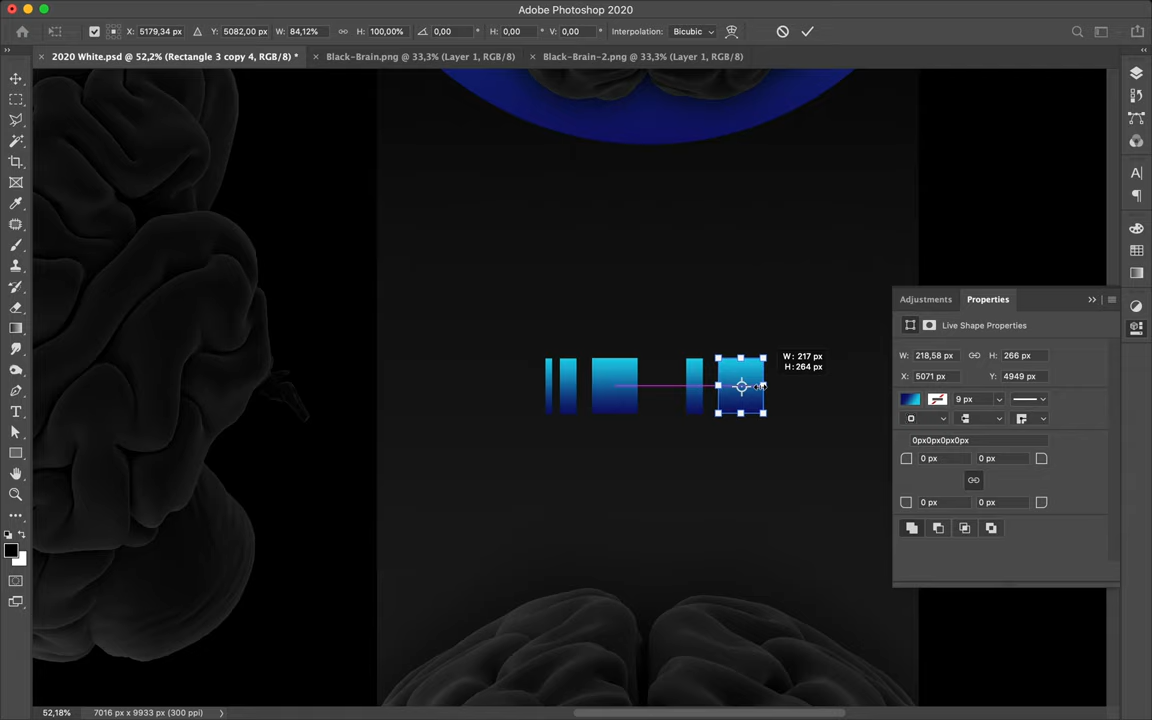 Adobe Photoshop 2020
X: 5179,34 px Y: 5082,00 px W: 84,12% H: 100,00% 0,00 ° H: 0,00 ° V: 0,00 ° Interpolation: Bicubic
2020 White.psd @ 52,2% (Rectangle 3 copy 4, RGB/8) * Black-Brain.png @ 33,3% (Layer 1, RGB/8) Black-Brain-2.png @ 33,3% (Layer 1, RGB/8)
Adjustments Properties
Live Shape Properties
W: 218,58 px H: 266 px
X: 5071 px Y: 4949 px
9 px
0px0px0px0px
0 px 0 px
0 px 0 px
W: 217 px
H: 264 px
52,18% 7016 px x 9933 px (300 ppi)